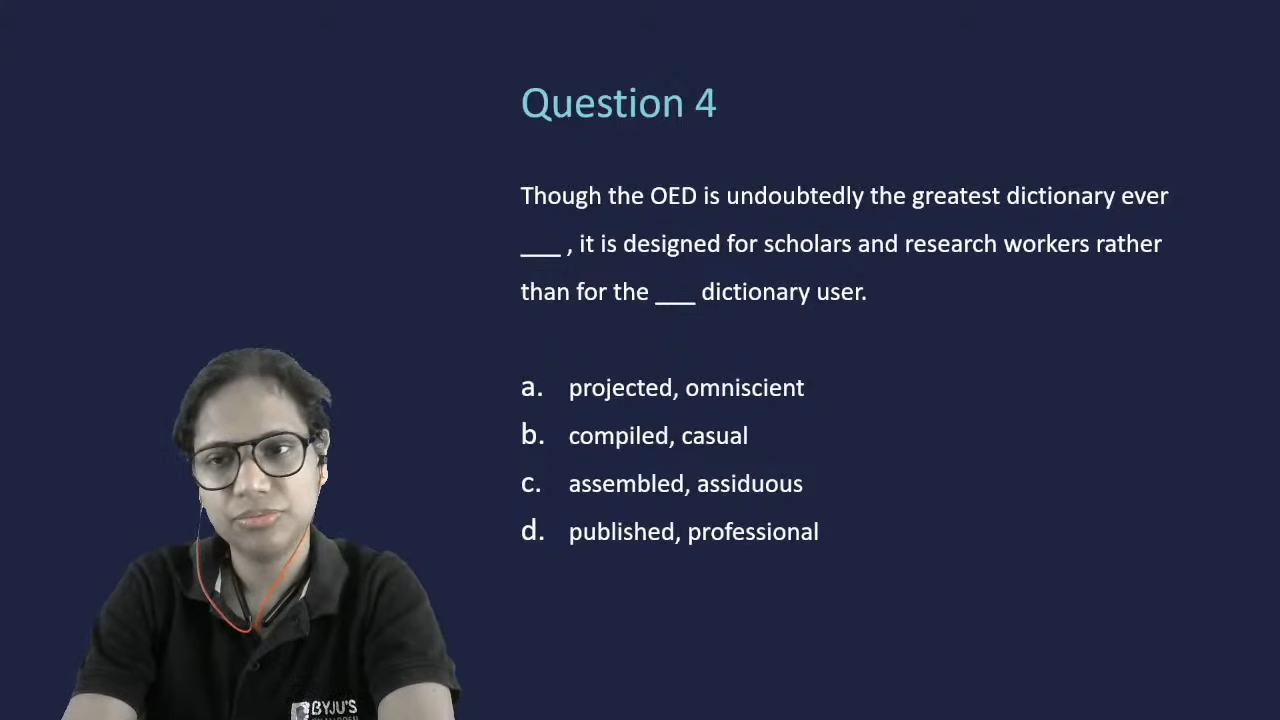 Question 4
Though the OED is undoubtedly the greatest dictionary ever
___ , it is designed for scholars and research workers rather
than for the ___ dictionary user.
a. projected, omniscient
b. compiled, casual
c. assembled, assiduous
d. published, professional
BYJU'S